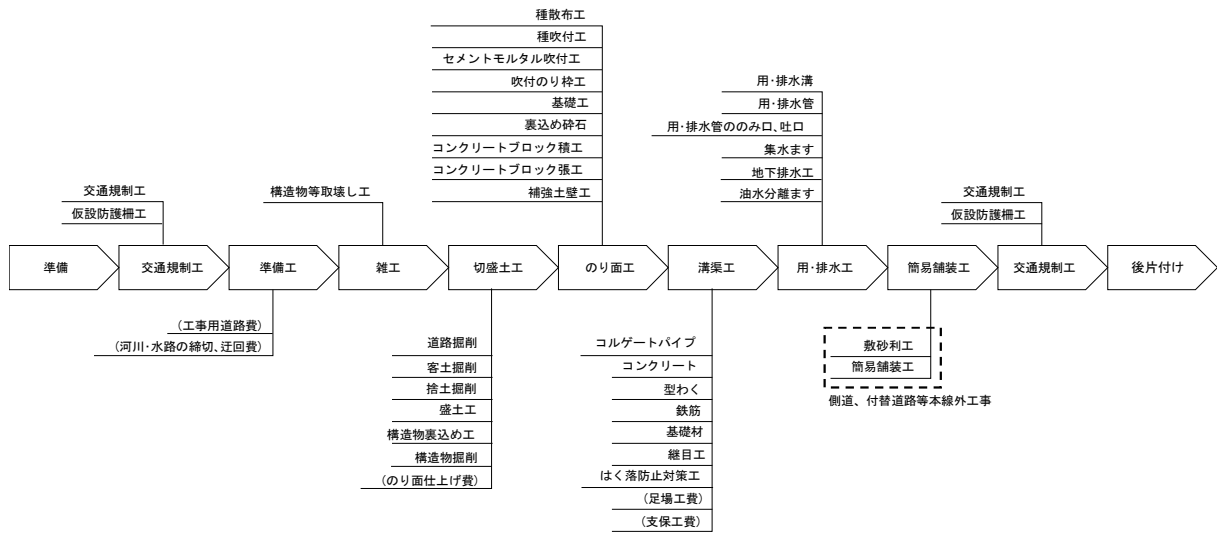 種散布工
種吹付工
セメントモルタル吹付工
吹付のり枠工
基礎工
裏込め砕石
コンクリートブロック積工
コンクリートブロック張工
補強土壁工
用・排水溝
用・排水管
用・排水管ののみ口、吐口
集水ます
地下排水工
油水分離ます
交通規制工
仮設防護柵工
構造物等取壊し工
交通規制工
仮設防護柵工
準備
交通規制工
準備工
雑工
切盛土工
のり面工
溝渠工
用・排水工
簡易舗装工
交通規制工
後片付け
(工事用道路費)
(河川・水路の締切、迂回費)
道路掘削
客土掘削
捨土掘削
盛土工
構造物裏込め工
構造物掘削
(のり面仕上げ費)
コルゲートパイプ
コンクリート
型わく
鉄筋
基礎材
継目工
はく落防止対策工
(足場工費)
(支保工費)
敷砂利工
簡易舗装工
側道、付替道路等本線外工事